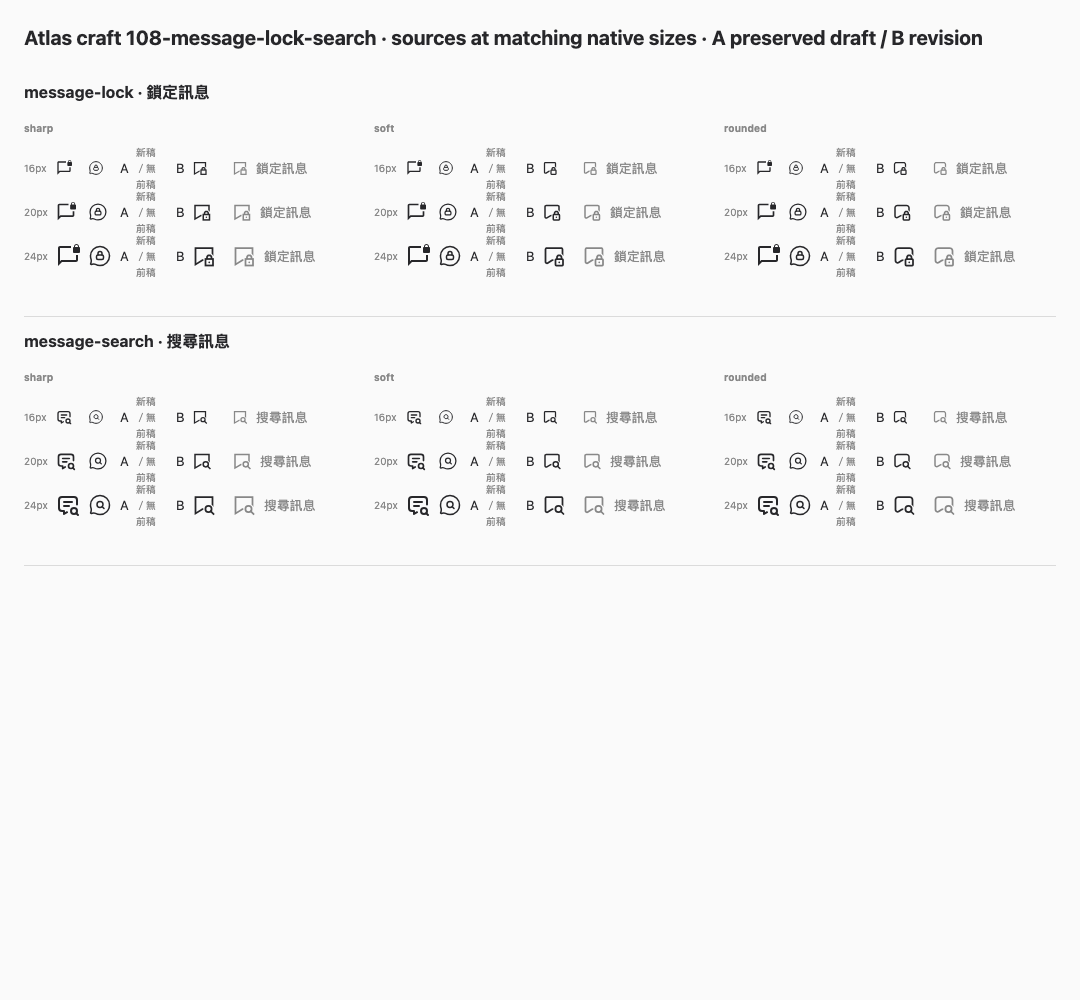 Atlas craft 108-message-lock-search · sources at matching native sizes · A preserved draft / B revision
message-lock · 鎖定訊息
sharp
16px A 新稿 / 無前稿 B 鎖定訊息
20px A 新稿 / 無前稿 B 鎖定訊息
24px A 新稿 / 無前稿 B 鎖定訊息
soft
16px A 新稿 / 無前稿 B 鎖定訊息
20px A 新稿 / 無前稿 B 鎖定訊息
24px A 新稿 / 無前稿 B 鎖定訊息
rounded
16px A 新稿 / 無前稿 B 鎖定訊息
20px A 新稿 / 無前稿 B 鎖定訊息
24px A 新稿 / 無前稿 B 鎖定訊息
message-search · 搜尋訊息
sharp
16px A 新稿 / 無前稿 B 搜尋訊息
20px A 新稿 / 無前稿 B 搜尋訊息
24px A 新稿 / 無前稿 B 搜尋訊息
soft
16px A 新稿 / 無前稿 B 搜尋訊息
20px A 新稿 / 無前稿 B 搜尋訊息
24px A 新稿 / 無前稿 B 搜尋訊息
rounded
16px A 新稿 / 無前稿 B 搜尋訊息
20px A 新稿 / 無前稿 B 搜尋訊息
24px A 新稿 / 無前稿 B 搜尋訊息